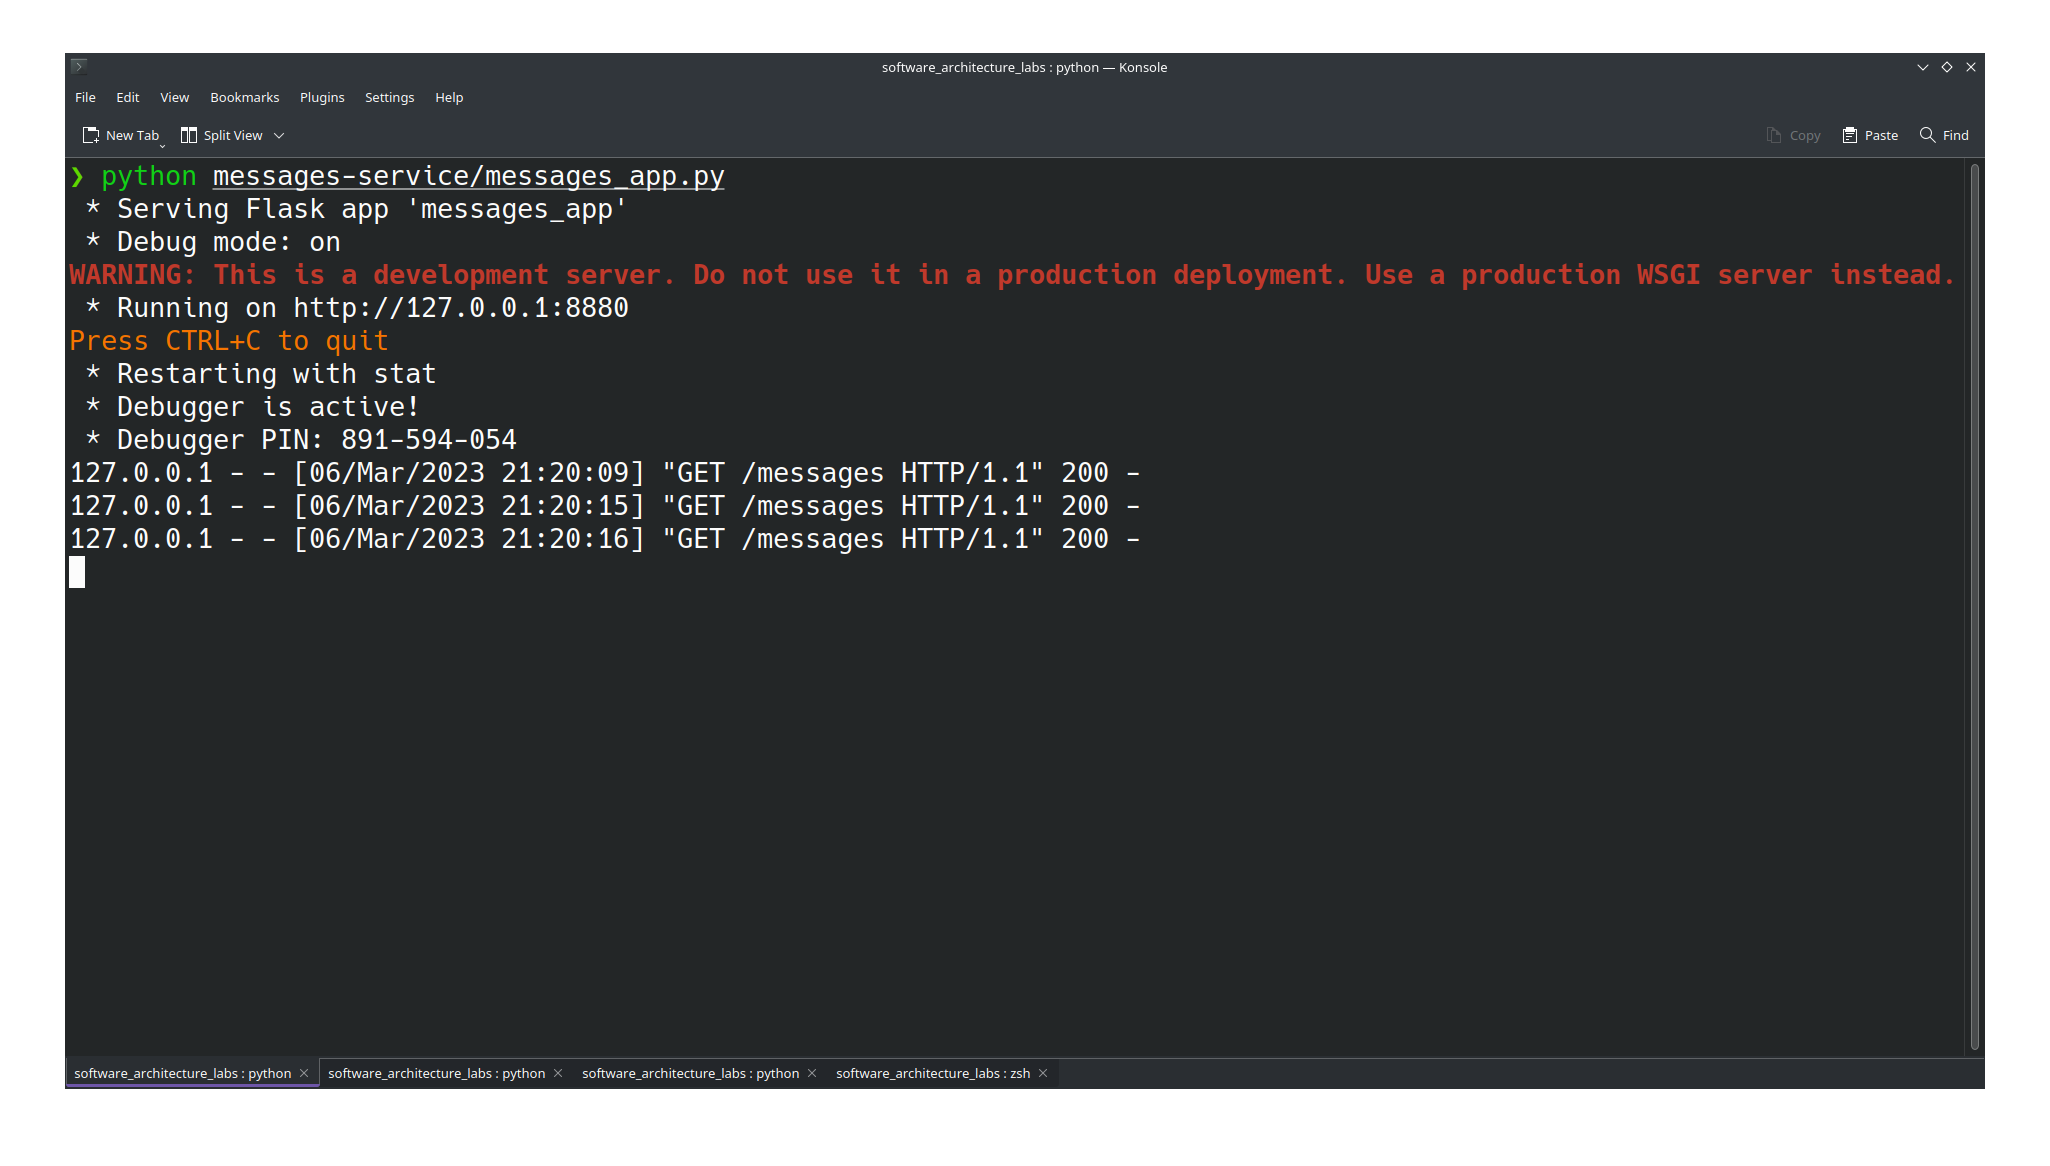 software_architecture_labs : python — Konsole
File Edit View Bookmarks Plugins Settings Help
New Tab Split View Copy Paste Find
❯ python messages-service/messages_app.py
 * Serving Flask app 'messages_app'
 * Debug mode: on
WARNING: This is a development server. Do not use it in a production deployment. Use a production WSGI server instead.
 * Running on http://127.0.0.1:8880
Press CTRL+C to quit
 * Restarting with stat
 * Debugger is active!
 * Debugger PIN: 891-594-054
127.0.0.1 - - [06/Mar/2023 21:20:09] "GET /messages HTTP/1.1" 200 -
127.0.0.1 - - [06/Mar/2023 21:20:15] "GET /messages HTTP/1.1" 200 -
127.0.0.1 - - [06/Mar/2023 21:20:16] "GET /messages HTTP/1.1" 200 -
software_architecture_labs : python software_architecture_labs : python software_architecture_labs : python software_architecture_labs : zsh